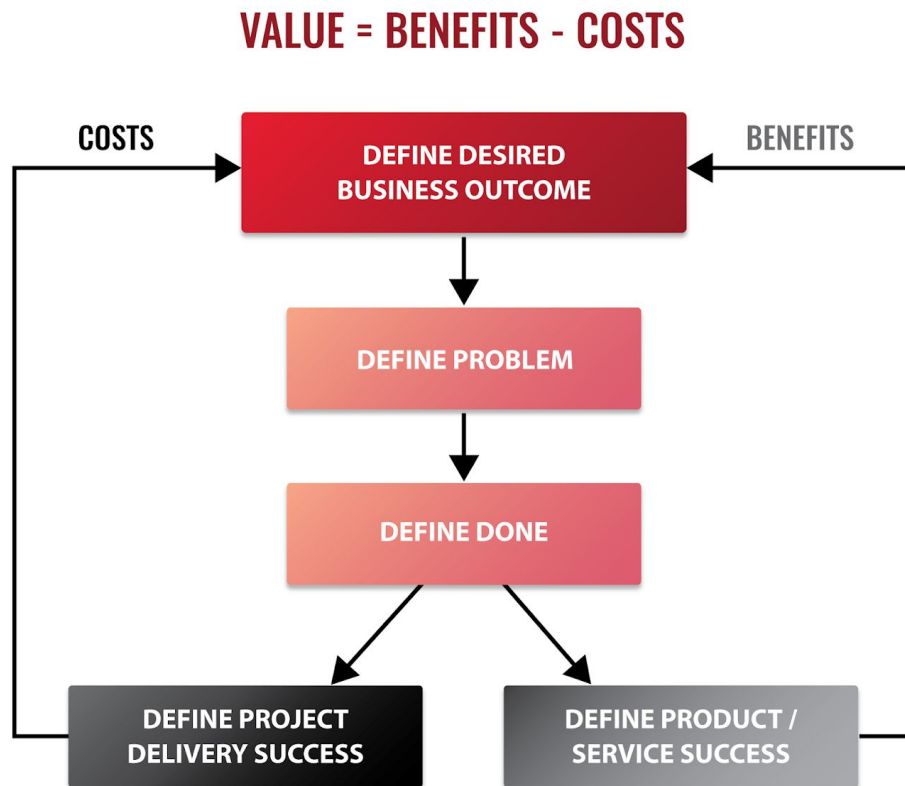 VALUE = BENEFITS - COSTS
COSTS
BENEFITS
DEFINE DESIRED
BUSINESS OUTCOME
DEFINE PROBLEM
DEFINE DONE
DEFINE PROJECT
DELIVERY SUCCESS
DEFINE PRODUCT /
SERVICE SUCCESS